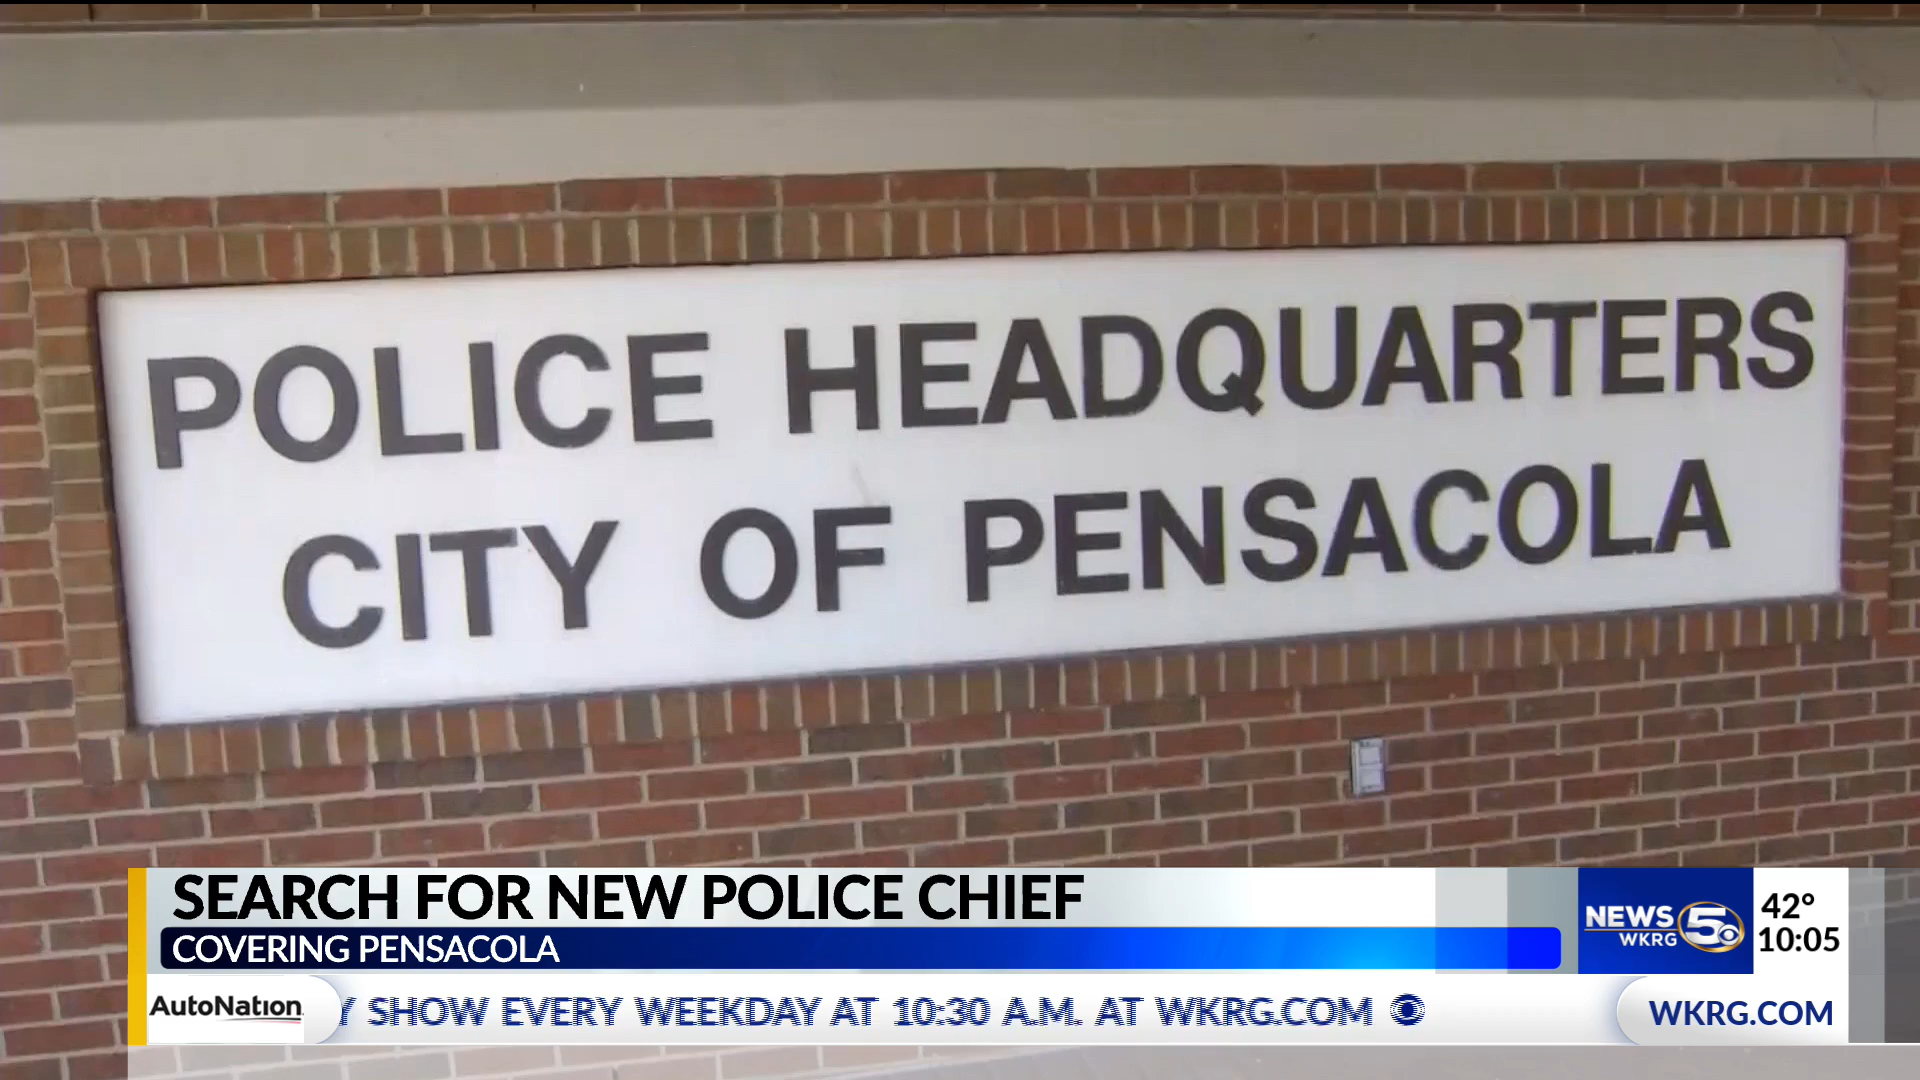 POLICE HEADQUARTERS
CITY OF PENSACOLA
SEARCH FOR NEW POLICE CHIEF
COVERING PENSACOLA
NEWS 5
WKRG
42°
10:05
AutoNation
Y SHOW EVERY WEEKDAY AT 10:30 A.M. AT WKRG.COM
WKRG.COM